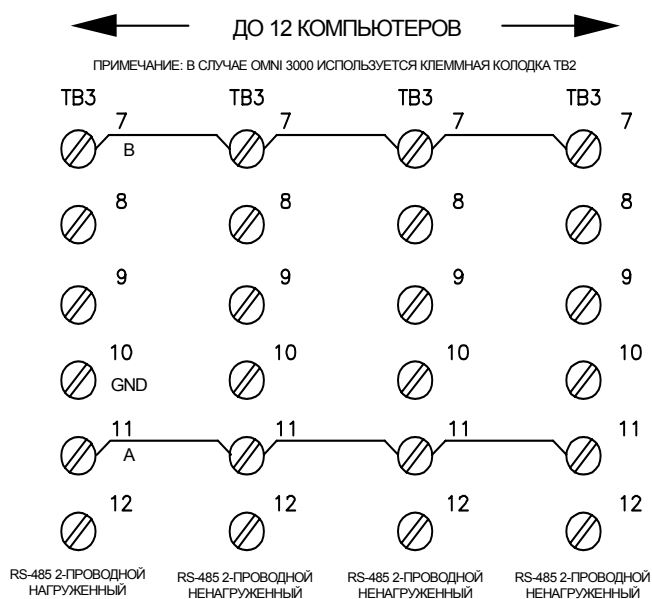 ДО 12 КОМПЬЮТЕРОВ
ПРИМЕЧАНИЕ: В СЛУЧАЕ OMNI 3000 ИСПОЛЬЗУЕТСЯ КЛЕММНАЯ КОЛОДКА ТВ2
TB3 TB3 TB3 TB3
7 7 7 7
B
8 8 8 8
9 9 9 9
10 10 10 10
GND
11 11 11 11
A
12 12 12 12
RS-485 2-ПРОВОДНОЙ RS-485 2-ПРОВОДНОЙ RS-485 2-ПРОВОДНОЙ RS-485 2-ПРОВОДНОЙ
НАГРУЖЕННЫЙ НЕНАГРУЖЕННЫЙ НЕНАГРУЖЕННЫЙ НЕНАГРУЖЕННЫЙ